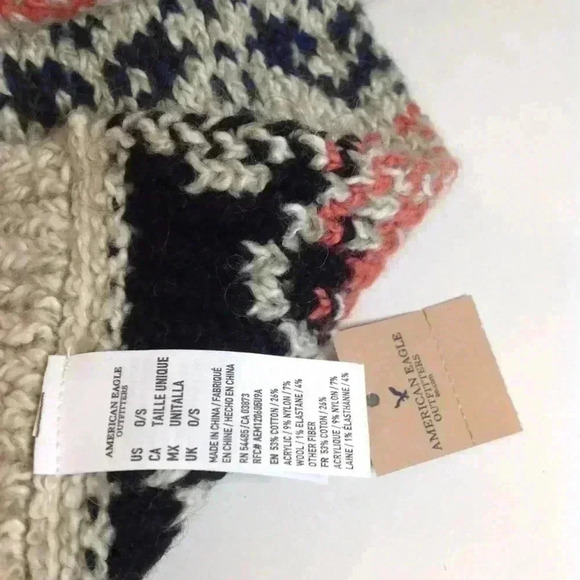 AMERICAN EAGLE
OUTFITTERS
US O/S
CA TAILLE UNIQUE
MX UNITALLA
UK O/S
MADE IN CHINA / FABRIQUÉ
EN CHINE / HECHO EN CHINA
RN 54485 / CA 03873
EN 53% COTTON / 26%
ACRYLIC / 9% NYLON / 7%
WOOL / 1% ELASTANE / 4%
OTHER FIBER
FR 53% COTON / 26%
ACRYLIQUE / 9% NYLON / 7%
LAINE / 1% ÉLASTHANNE / 4%
AMERICAN EAGLE
OUTFITTERS